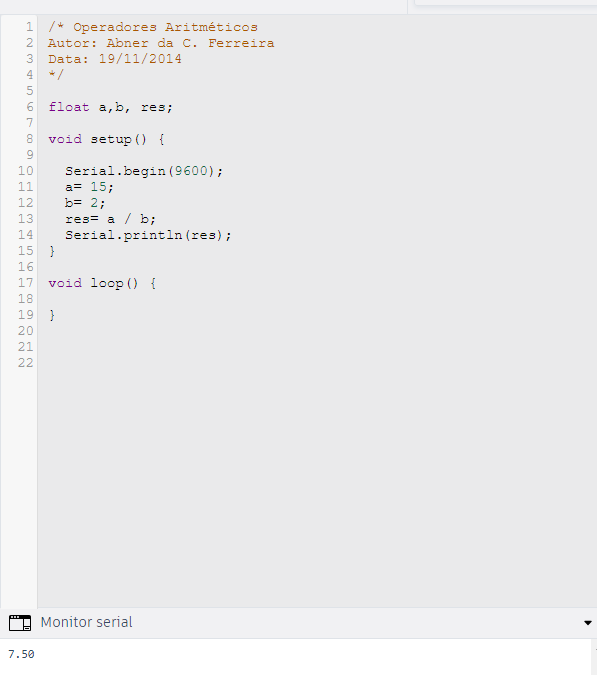 1 /* Operadores Aritméticos
2 Autor: Abner da C. Ferreira
3 Data: 19/11/2014
4 */
5
6 float a,b, res;
7
8 void setup() {
9
10   Serial.begin(9600);
11   a= 15;
12   b= 2;
13   res= a / b;
14   Serial.println(res);
15 }
16
17 void loop() {
18
19 }
20
21
22
Monitor serial
7.50